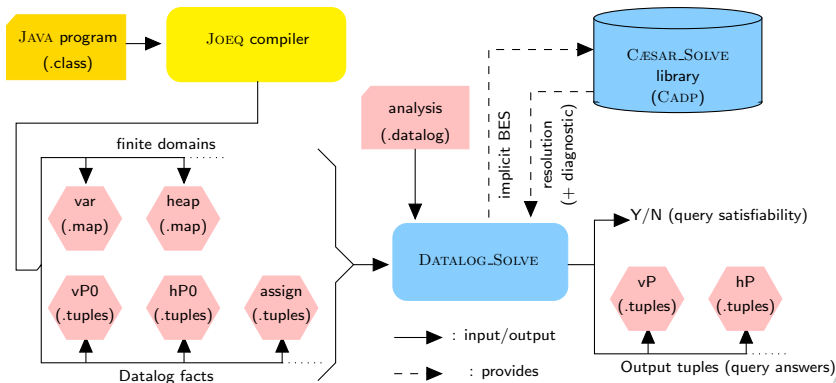 JAVA program
(.class)
JOEQ compiler
CÆSAR_SOLVE
library
(CADP)
analysis
(.datalog)
implicit BES
resolution
(+ diagnostic)
finite domains
var
(.map)
heap
(.map)
DATALOG_SOLVE
Y/N (query satisfiability)
vP0
(.tuples)
hP0
(.tuples)
assign
(.tuples)
vP
(.tuples)
hP
(.tuples)
: input/output
: provides
Datalog facts
Output tuples (query answers)